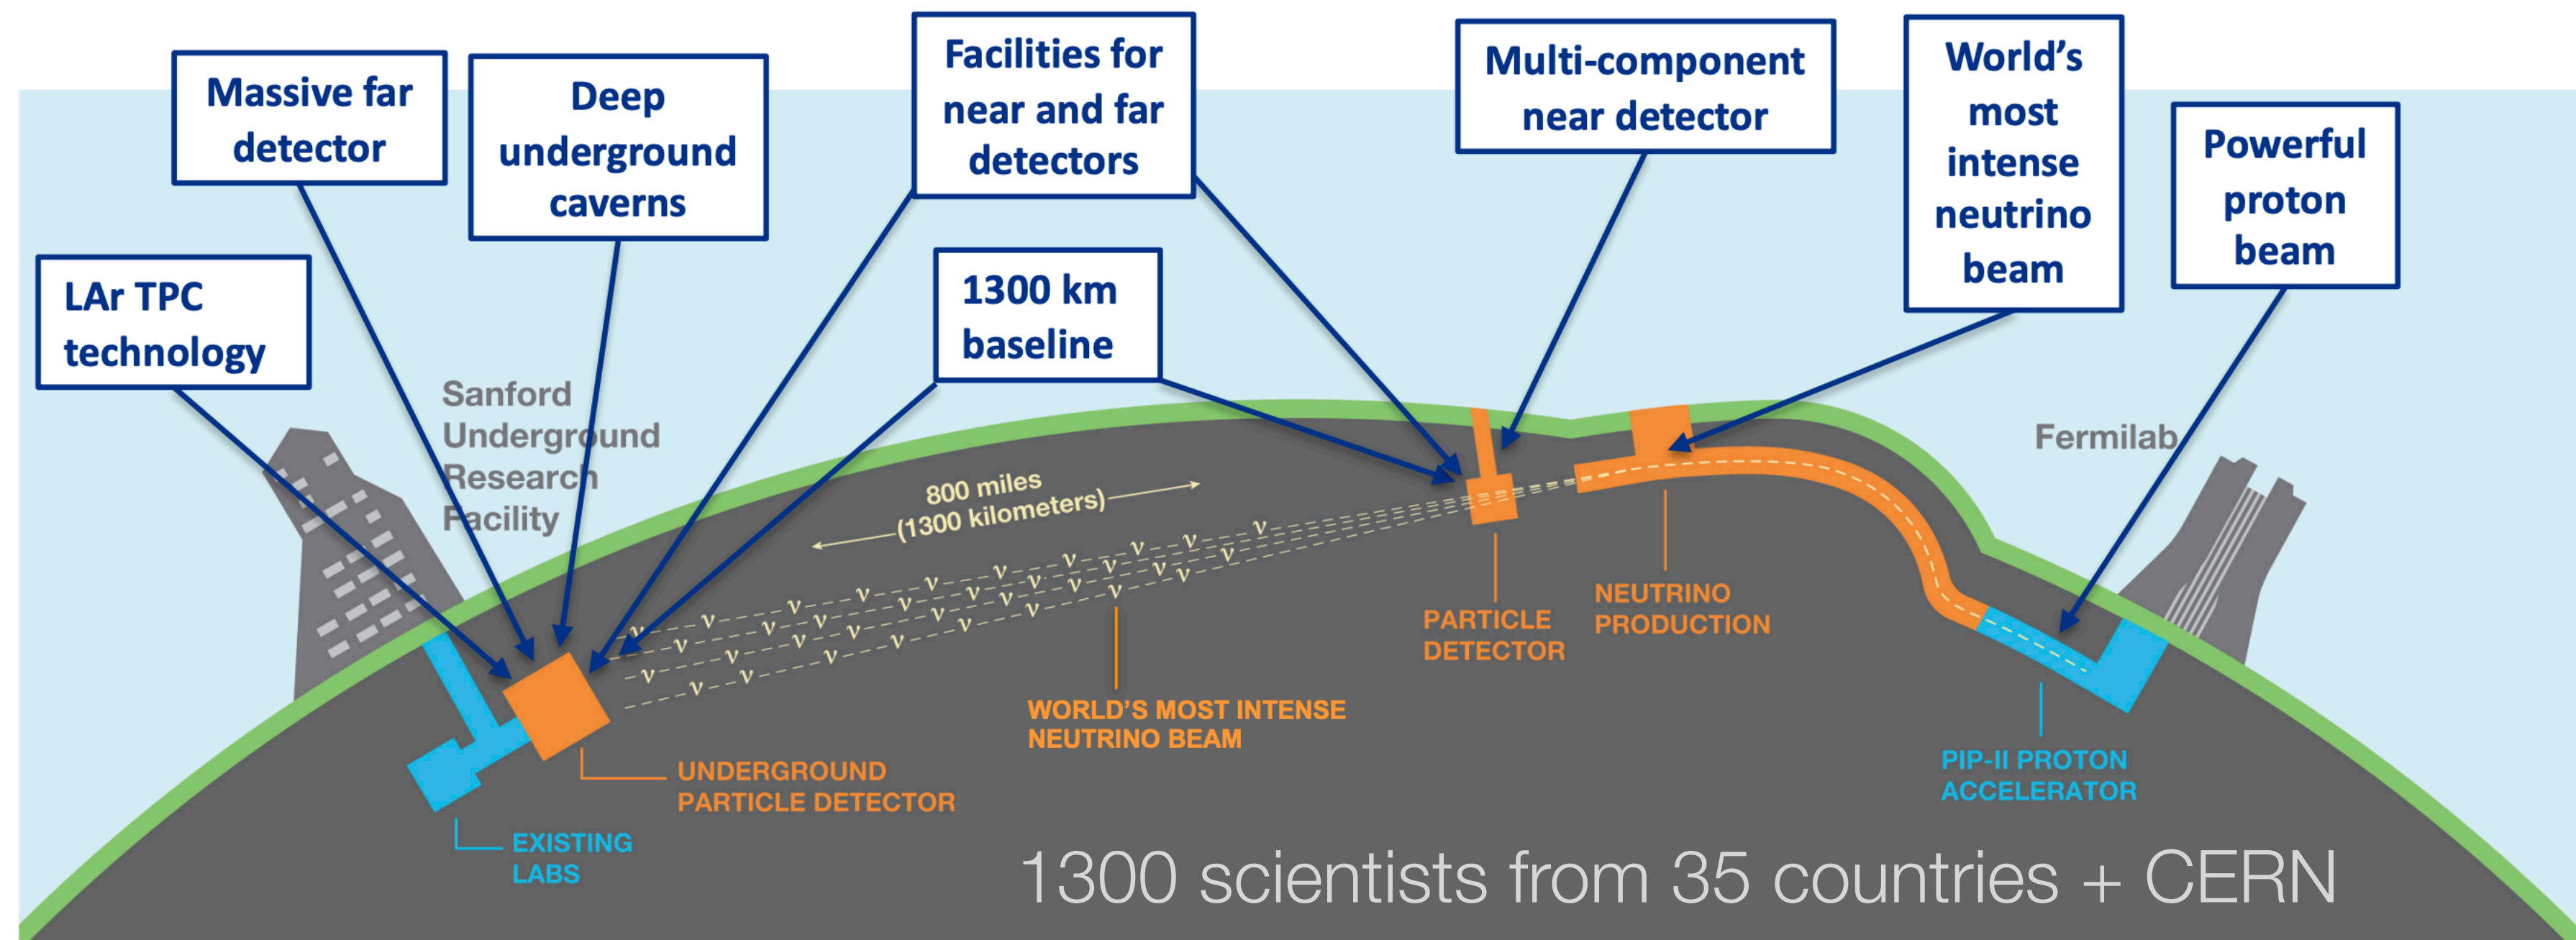 Massive far
detector
Deep
underground
caverns
Facilities for
near and far
detectors
Multi-component
near detector
World's
most
intense
neutrino
beam
Powerful
proton
beam
LAr TPC
technology
1300 km
baseline
Sanford
Underground
Research
Facility
Fermilab
800 miles
(1300 kilometers)
ν ν ν ν ν ν ν ν ν ν
ν ν ν ν ν ν ν ν
ν ν ν ν ν ν ν ν
ν ν ν ν ν ν ν
PARTICLE
DETECTOR
NEUTRINO
PRODUCTION
WORLD'S MOST INTENSE
NEUTRINO BEAM
UNDERGROUND
PARTICLE DETECTOR
PIP-II PROTON
ACCELERATOR
EXISTING
LABS
1300 scientists from 35 countries + CERN